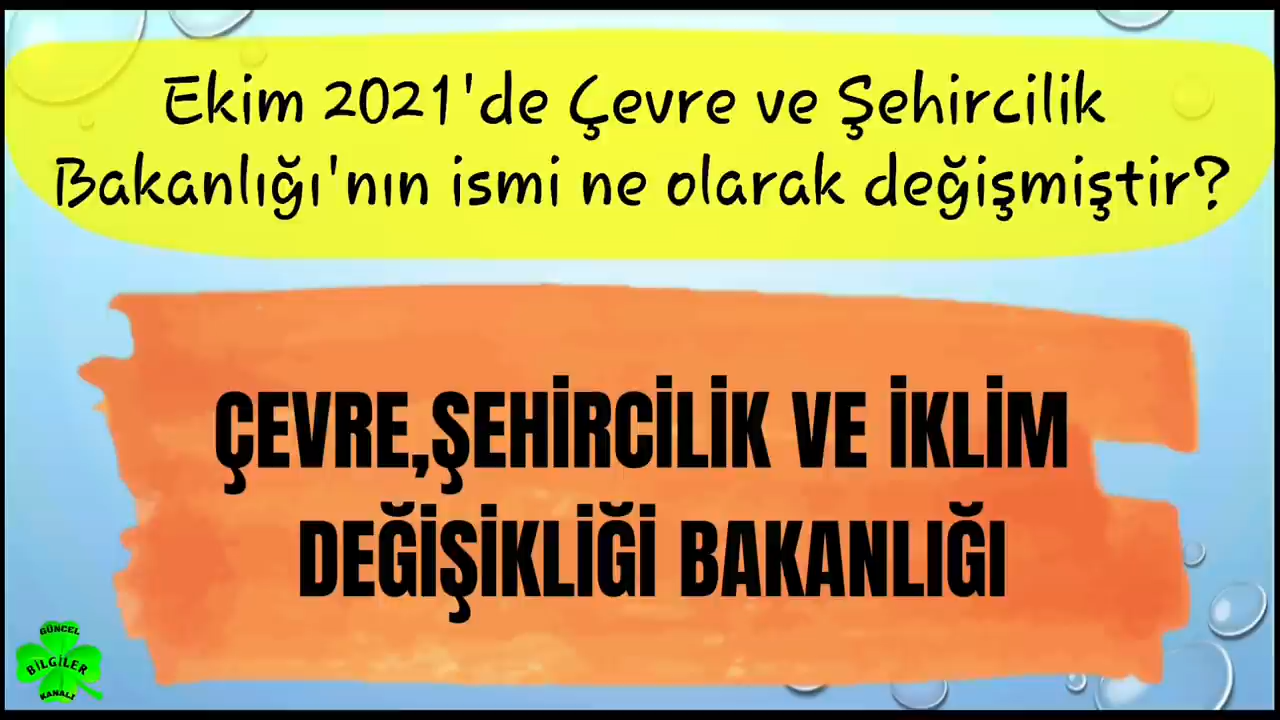 Ekim 2021'de Çevre ve Şehircilik
Bakanlığı'nın ismi ne olarak değişmiştir?
ÇEVRE,ŞEHİRCİLİK VE İKLİM
DEĞİŞİKLİĞİ BAKANLIĞI
GÜNCEL
BİLGİLER
KANALI